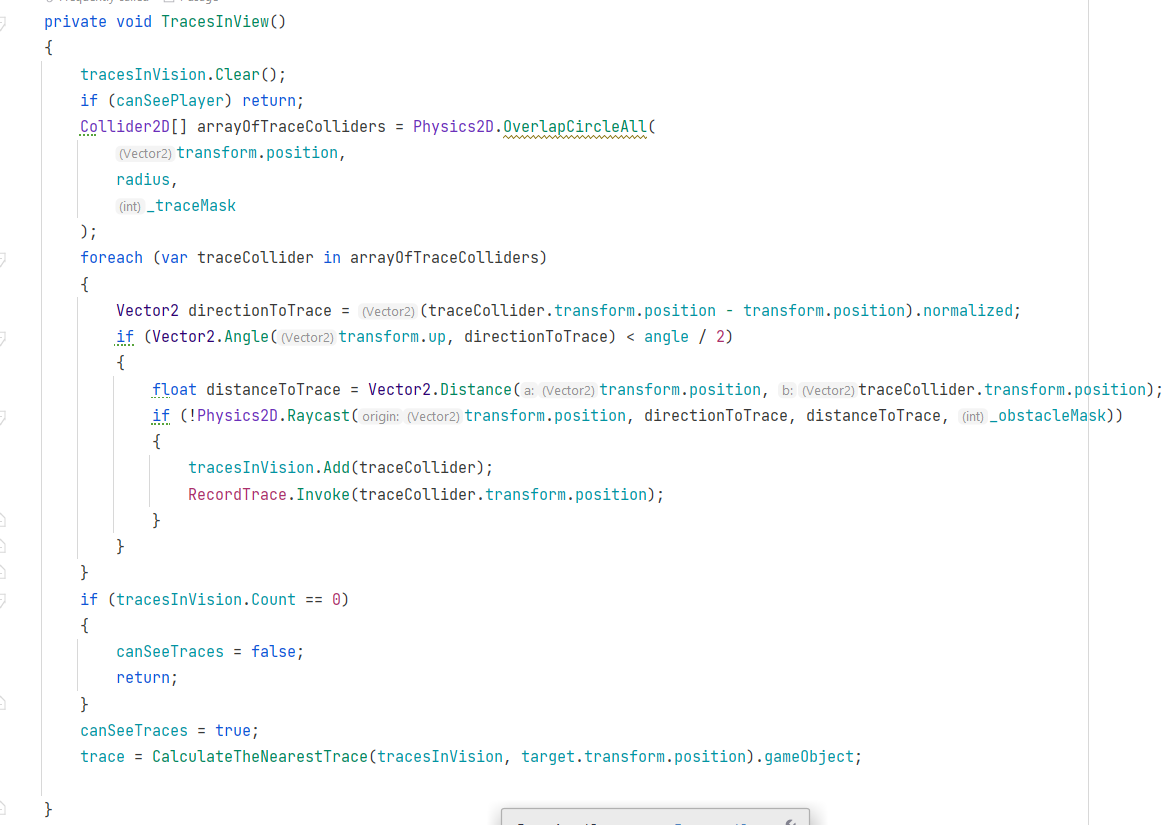 private void TracesInView()
{
tracesInVision.Clear();
if (canSeePlayer) return;
Collider2D[] arrayOfTraceColliders = Physics2D.OverlapCircleAll(
(Vector2) transform.position,
radius,
(int) _traceMask
);
foreach (var traceCollider in arrayOfTraceColliders)
{
Vector2 directionToTrace = (Vector2) (traceCollider.transform.position - transform.position).normalized;
if (Vector2.Angle((Vector2) transform.up, directionToTrace) < angle / 2)
{
float distanceToTrace = Vector2.Distance(a: (Vector2) transform.position, b: (Vector2) traceCollider.transform.position);
if (!Physics2D.Raycast(origin: (Vector2) transform.position, directionToTrace, distanceToTrace, (int) _obstacleMask))
{
tracesInVision.Add(traceCollider);
RecordTrace.Invoke(traceCollider.transform.position);
}
}
}
if (tracesInVision.Count == 0)
{
canSeeTraces = false;
return;
}
canSeeTraces = true;
trace = CalculateTheNearestTrace(tracesInVision, target.transform.position).gameObject;
}